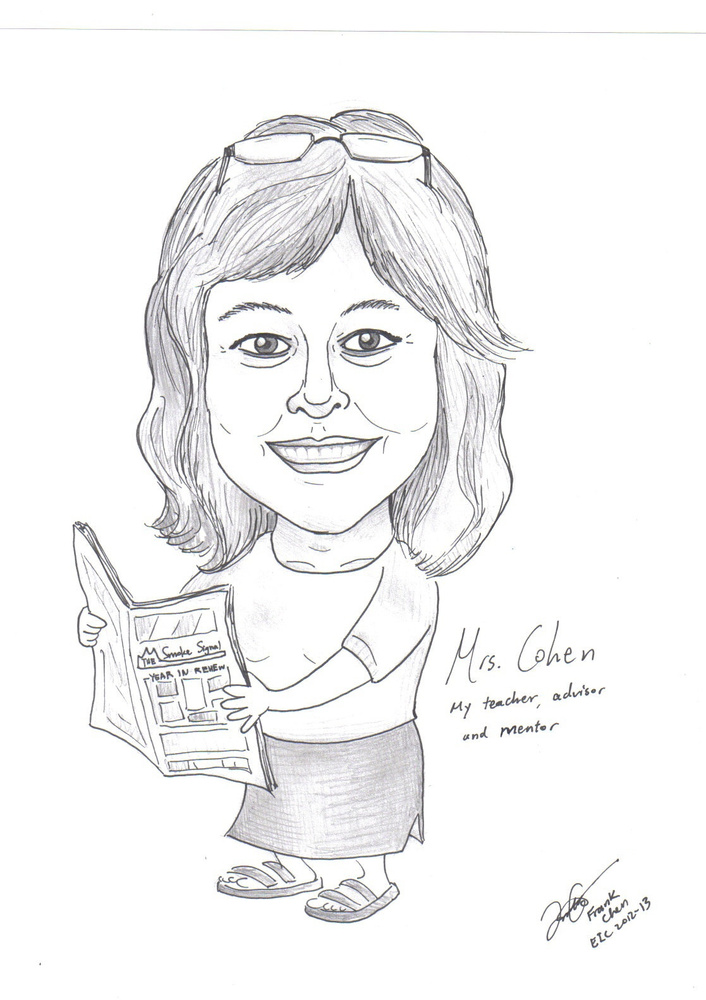 THE Smoke Signal
YEAR IN REVIEW
Mrs. Cohen
My teacher, advisor
and mentor
Frank
Chen
EIC 2012-13